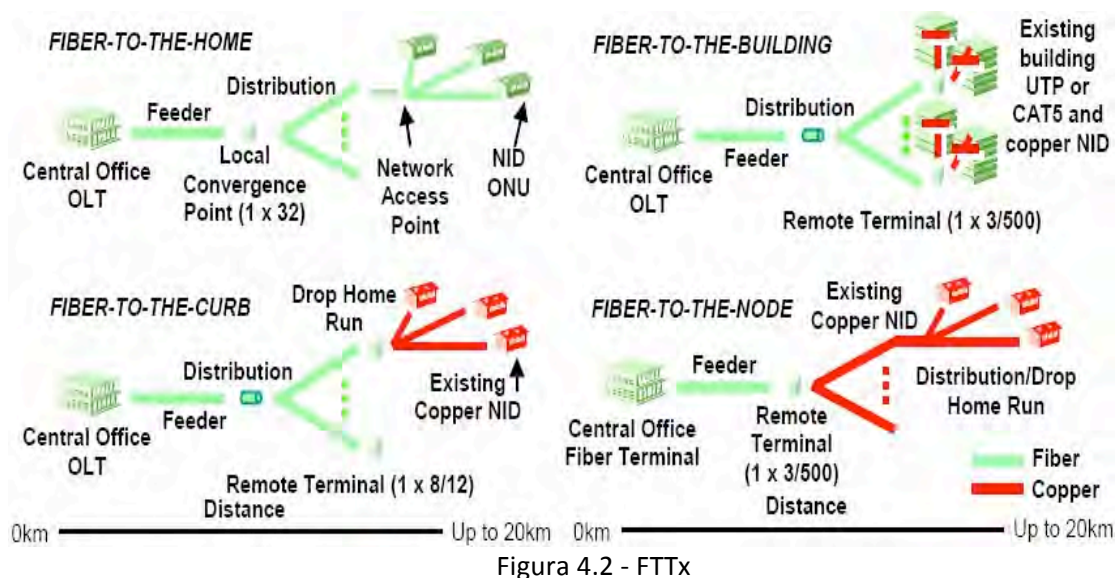 FIBER-TO-THE-HOME
Distribution
Feeder
Central Office
OLT
Local
Convergence
Point (1 x 32)
Network
Access
Point
NID
ONU
FIBER-TO-THE-BUILDING
Existing
building
UTP or
CAT5 and
copper NID
Distribution
Feeder
Central Office
OLT
Remote Terminal (1 x 3/500)
FIBER-TO-THE-CURB
Drop Home
Run
Distribution
Feeder
Central Office
OLT
Existing
Copper NID
Remote Terminal (1 x 8/12)
Distance
0km
Up to 20km
FIBER-TO-THE-NODE
Existing
Copper NID
Feeder
Central Office
Fiber Terminal
Remote
Terminal
(1 x 3/500)
Distribution/Drop
Home Run
Fiber
Copper
Distance
0km
Up to 20km
Figura 4.2 - FTTx